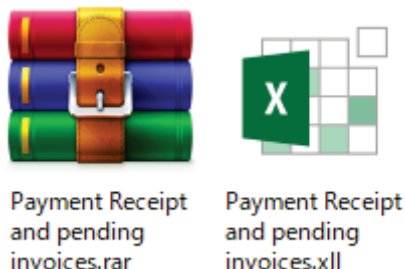 X
Payment Receipt
and pending
invoices.rar
Payment Receipt
and pending
invoices.xll